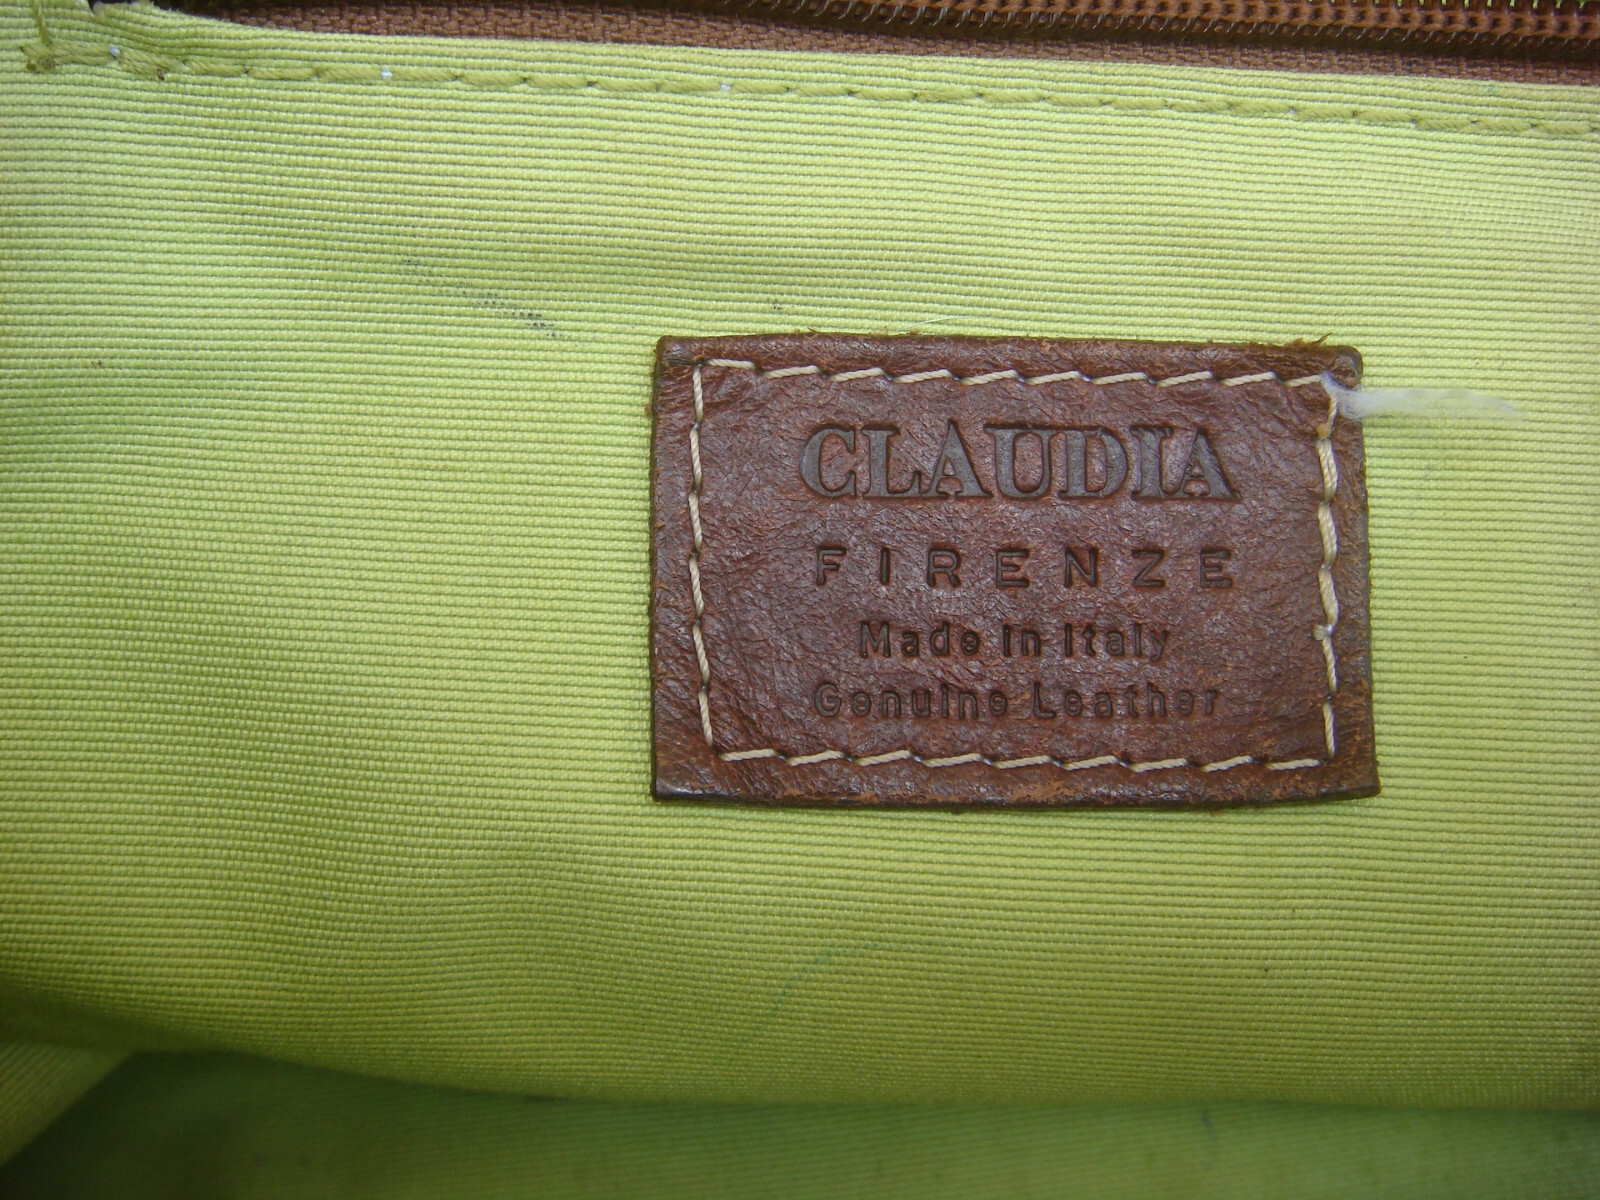 CLAUDIA
FIRENZE
Made in Italy
Genuine Leather